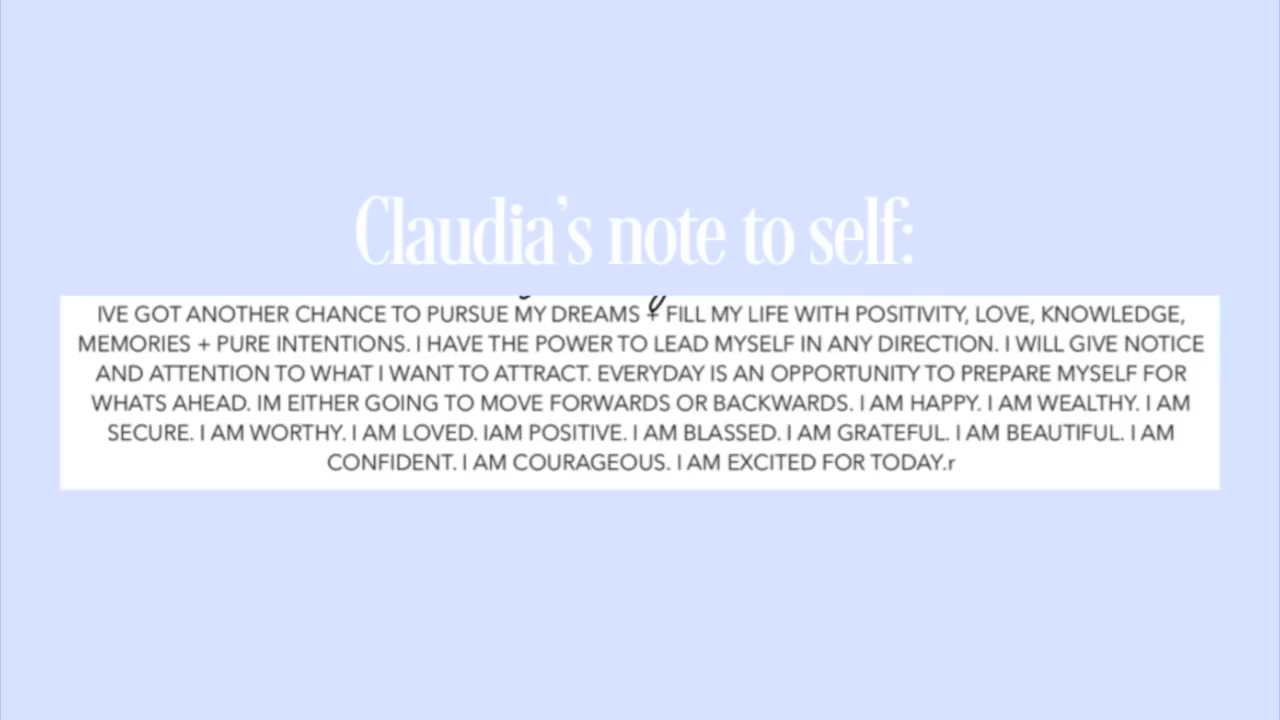 Claudia's note to self:
IVE GOT ANOTHER CHANCE TO PURSUE MY DREAMS + FILL MY LIFE WITH POSITIVITY, LOVE, KNOWLEDGE,
MEMORIES + PURE INTENTIONS. I HAVE THE POWER TO LEAD MYSELF IN ANY DIRECTION. I WILL GIVE NOTICE
AND ATTENTION TO WHAT I WANT TO ATTRACT. EVERYDAY IS AN OPPORTUNITY TO PREPARE MYSELF FOR
WHATS AHEAD. IM EITHER GOING TO MOVE FORWARDS OR BACKWARDS. I AM HAPPY. I AM WEALTHY. I AM
SECURE. I AM WORTHY. I AM LOVED. IAM POSITIVE. I AM BLASSED. I AM GRATEFUL. I AM BEAUTIFUL. I AM
CONFIDENT. I AM COURAGEOUS. I AM EXCITED FOR TODAY.r